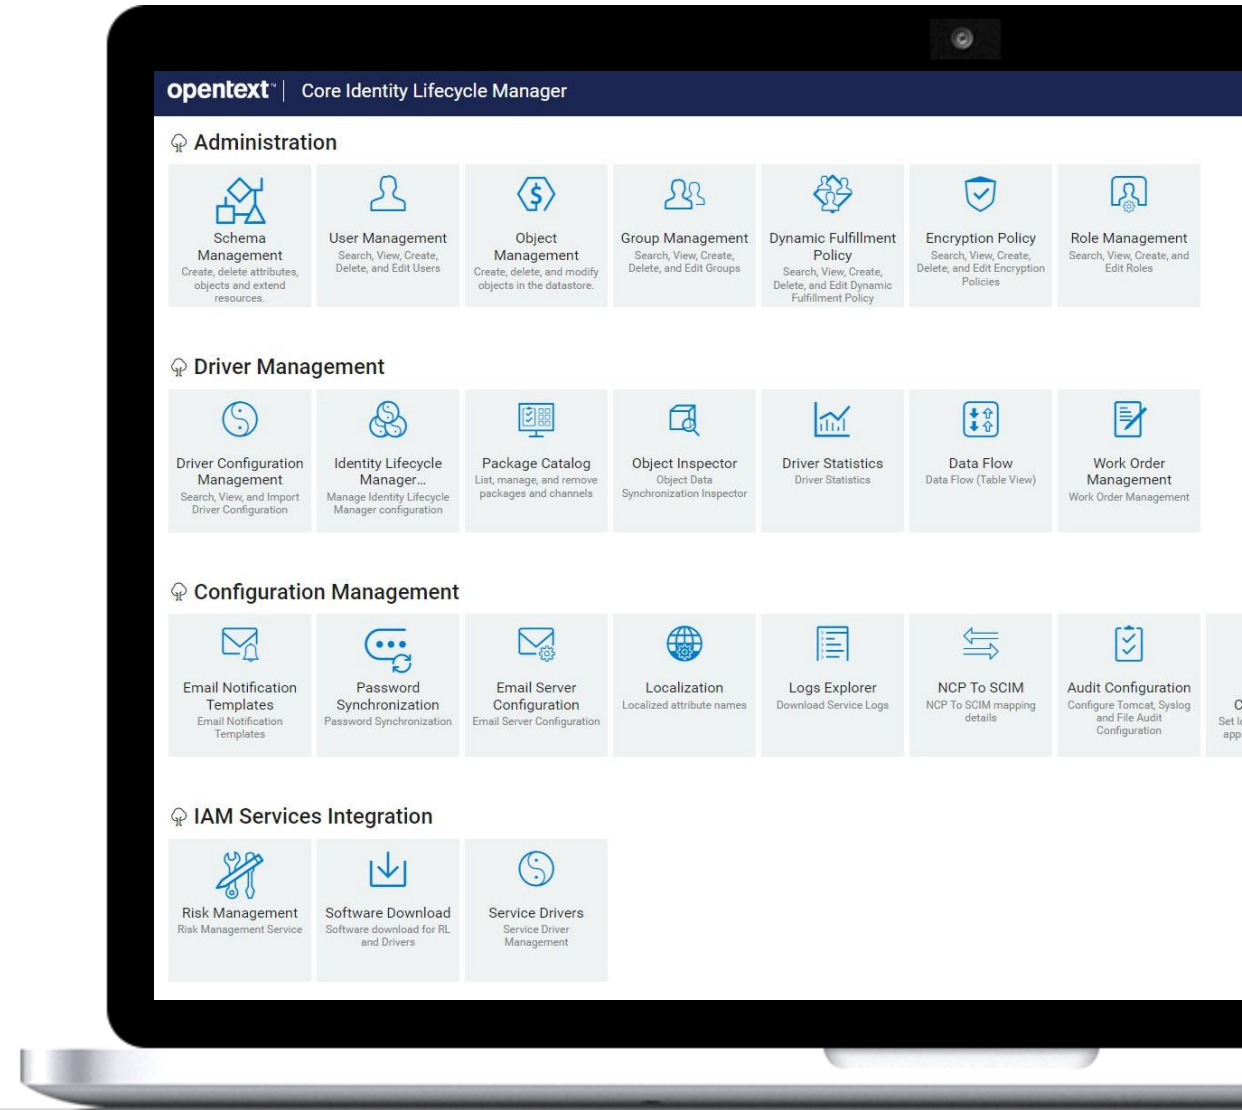 opentext™ | Core Identity Lifecycle Manager
Administration
Schema
Management
Create, delete attributes,
objects and extend
resources.
User Management
Search, View, Create,
Delete, and Edit Users
Object
Management
Create, delete, and modify
objects in the datastore.
Group Management
Search, View, Create,
Delete, and Edit Groups
Dynamic Fulfillment
Policy
Search, View, Create,
Delete, and Edit Dynamic
Fulfillment Policy
Encryption Policy
Search, View, Create,
Delete, and Edit Encryption
Policies
Role Management
Search, View, Create, and
Edit Roles
Driver Management
Driver Configuration
Management
Search, View, and Import
Driver Configuration
Identity Lifecycle
Manager...
Manage Identity Lifecycle
Manager configuration
Package Catalog
List, manage, and remove
packages and channels
Object Inspector
Object Data
Synchronization Inspector
Driver Statistics
Driver Statistics
Data Flow
Data Flow (Table View)
Work Order
Management
Work Order Management
Configuration Management
Email Notification
Templates
Email Notification
Templates
Password
Synchronization
Password Synchronization
Email Server
Configuration
Email Server Configuration
Localization
Localized attribute names
Logs Explorer
Download Service Logs
NCP To SCIM
NCP To SCIM mapping
details
Audit Configuration
Configure Tomcat, Syslog
and File Audit
Configuration
C
Set l
app
IAM Services Integration
Risk Management
Risk Management Service
Software Download
Software download for RL
and Drivers
Service Drivers
Service Driver
Management